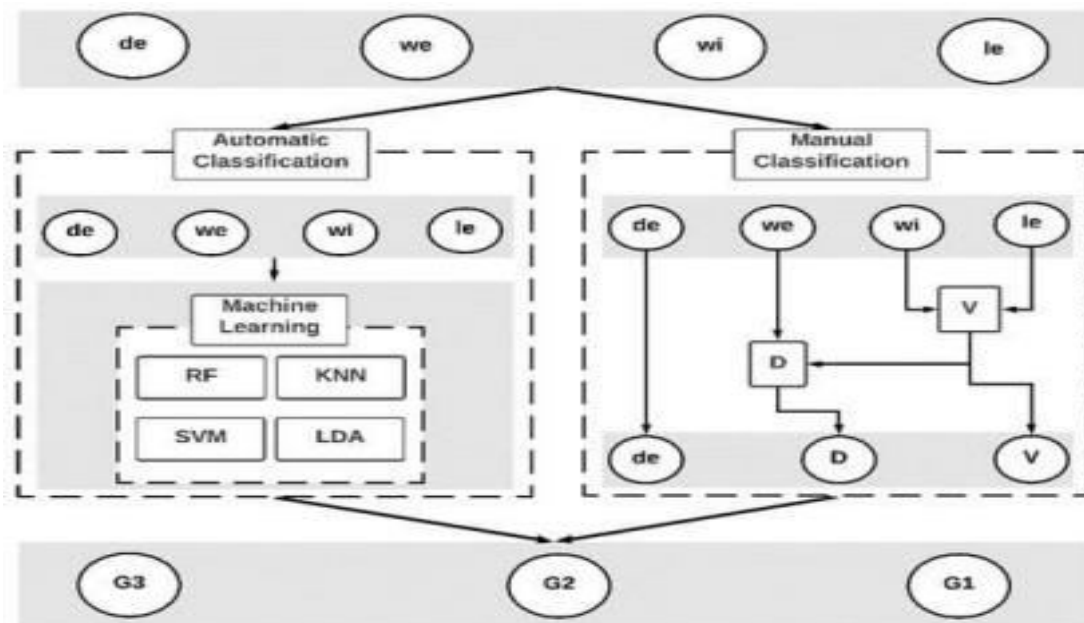 de we wi le
Automatic
Classification
Manual
Classification
de we wi le
de we wi le
Machine
Learning
V
RF KNN
D
SVM LDA
de D V
G3 G2 G1